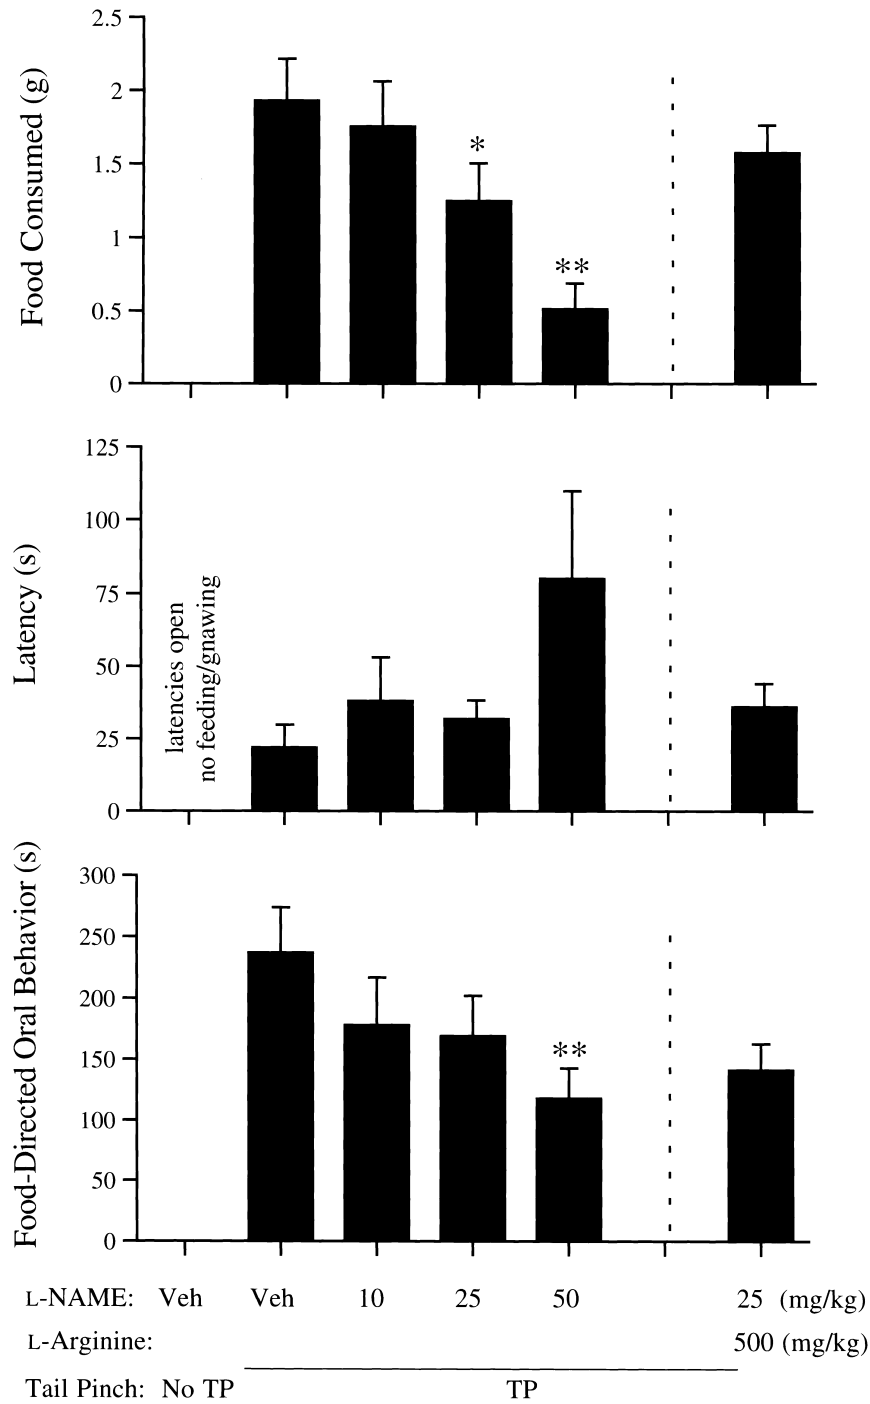 Food Consumed (g)
2.5
2
1.5
1
0.5
0
*
**
Latency (s)
125
100
75
50
25
0
latencies open
no feeding/gnawing
Food-Directed Oral Behavior (s)
300
250
200
150
100
50
0
**
L-NAME: Veh Veh 10 25 50 25 (mg/kg)
L-Arginine: 500 (mg/kg)
Tail Pinch: No TP TP